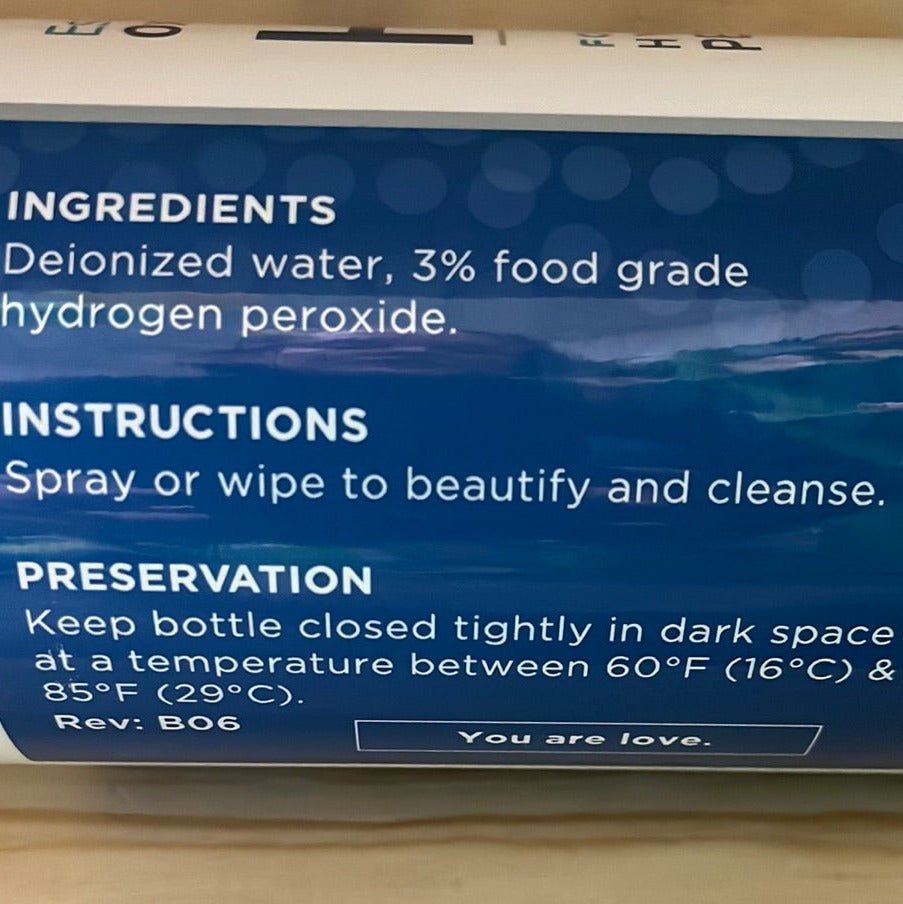 INGREDIENTS
Deionized water, 3% food grade
hydrogen peroxide.
INSTRUCTIONS
Spray or wipe to beautify and cleanse.
PRESERVATION
Keep bottle closed tightly in dark space
at a temperature between 60°F (16°C) &
85°F (29°C).
Rev: B06
You are love.